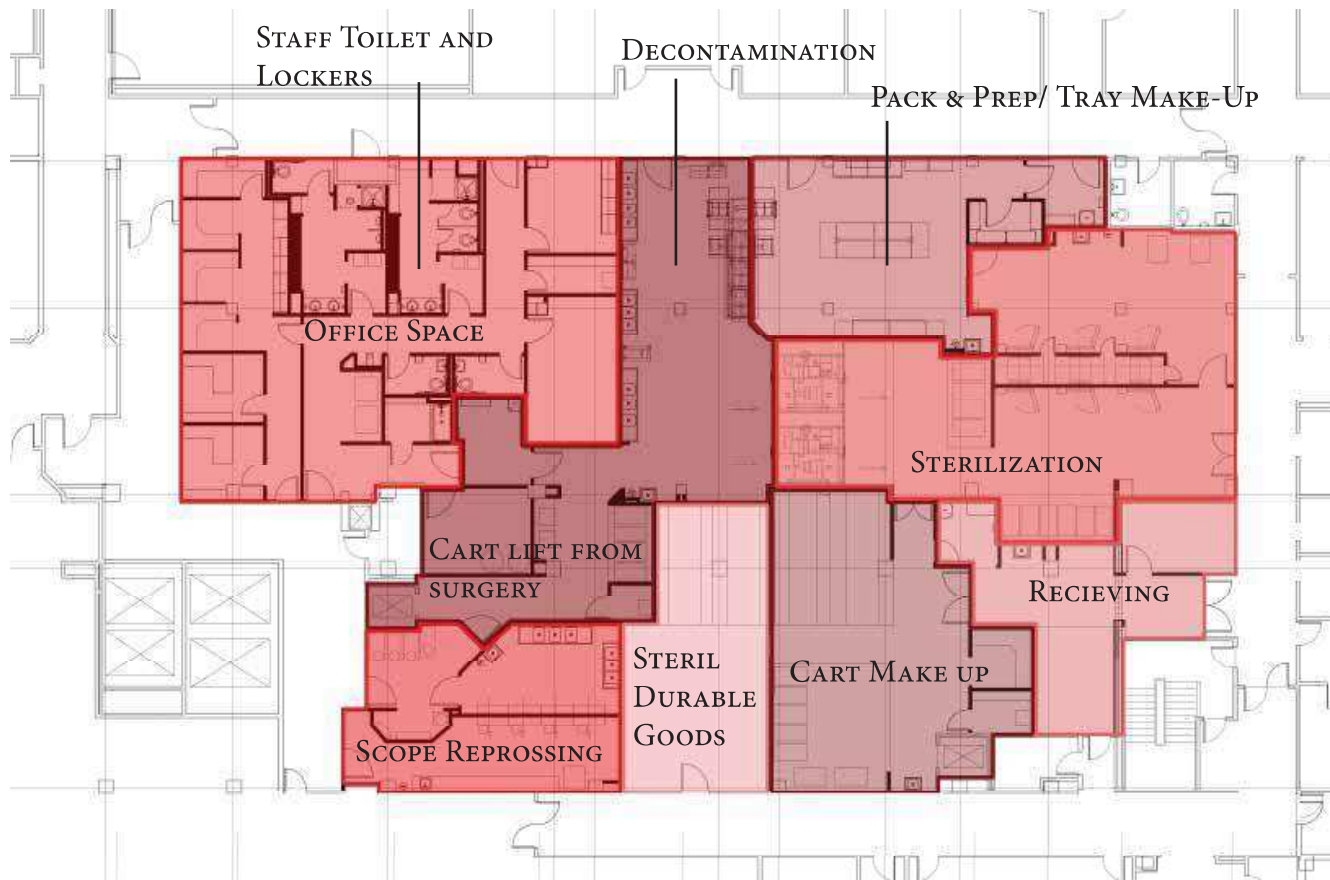 Staff Toilet and
Lockers
Decontamination
Pack & Prep/ Tray Make-Up
Office Space
Sterilization
Cart lift from
surgery
Recieving
Steril
Durable
Goods
Cart Make up
Scope Reprossing